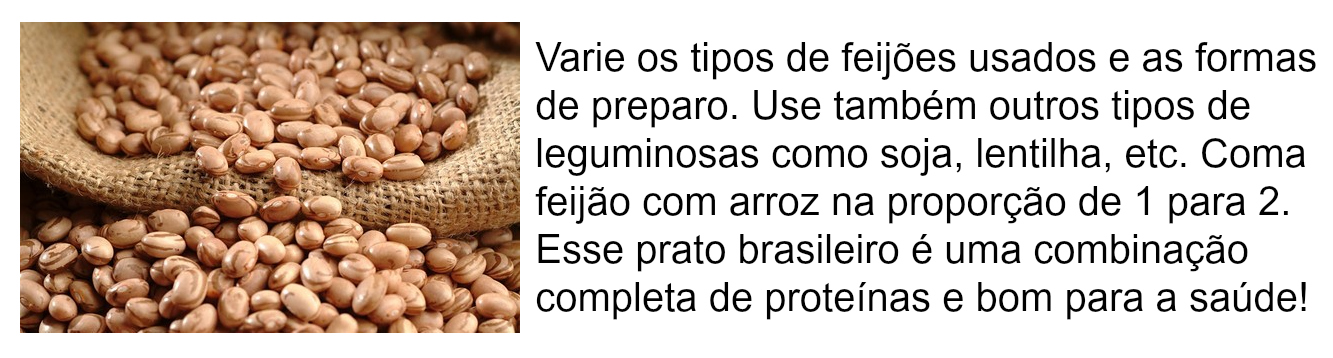 Varie os tipos de feijões usados e as formas
de preparo. Use também outros tipos de
leguminosas como soja, lentilha, etc. Coma
feijão com arroz na proporção de 1 para 2.
Esse prato brasileiro é uma combinação
completa de proteínas e bom para a saúde!